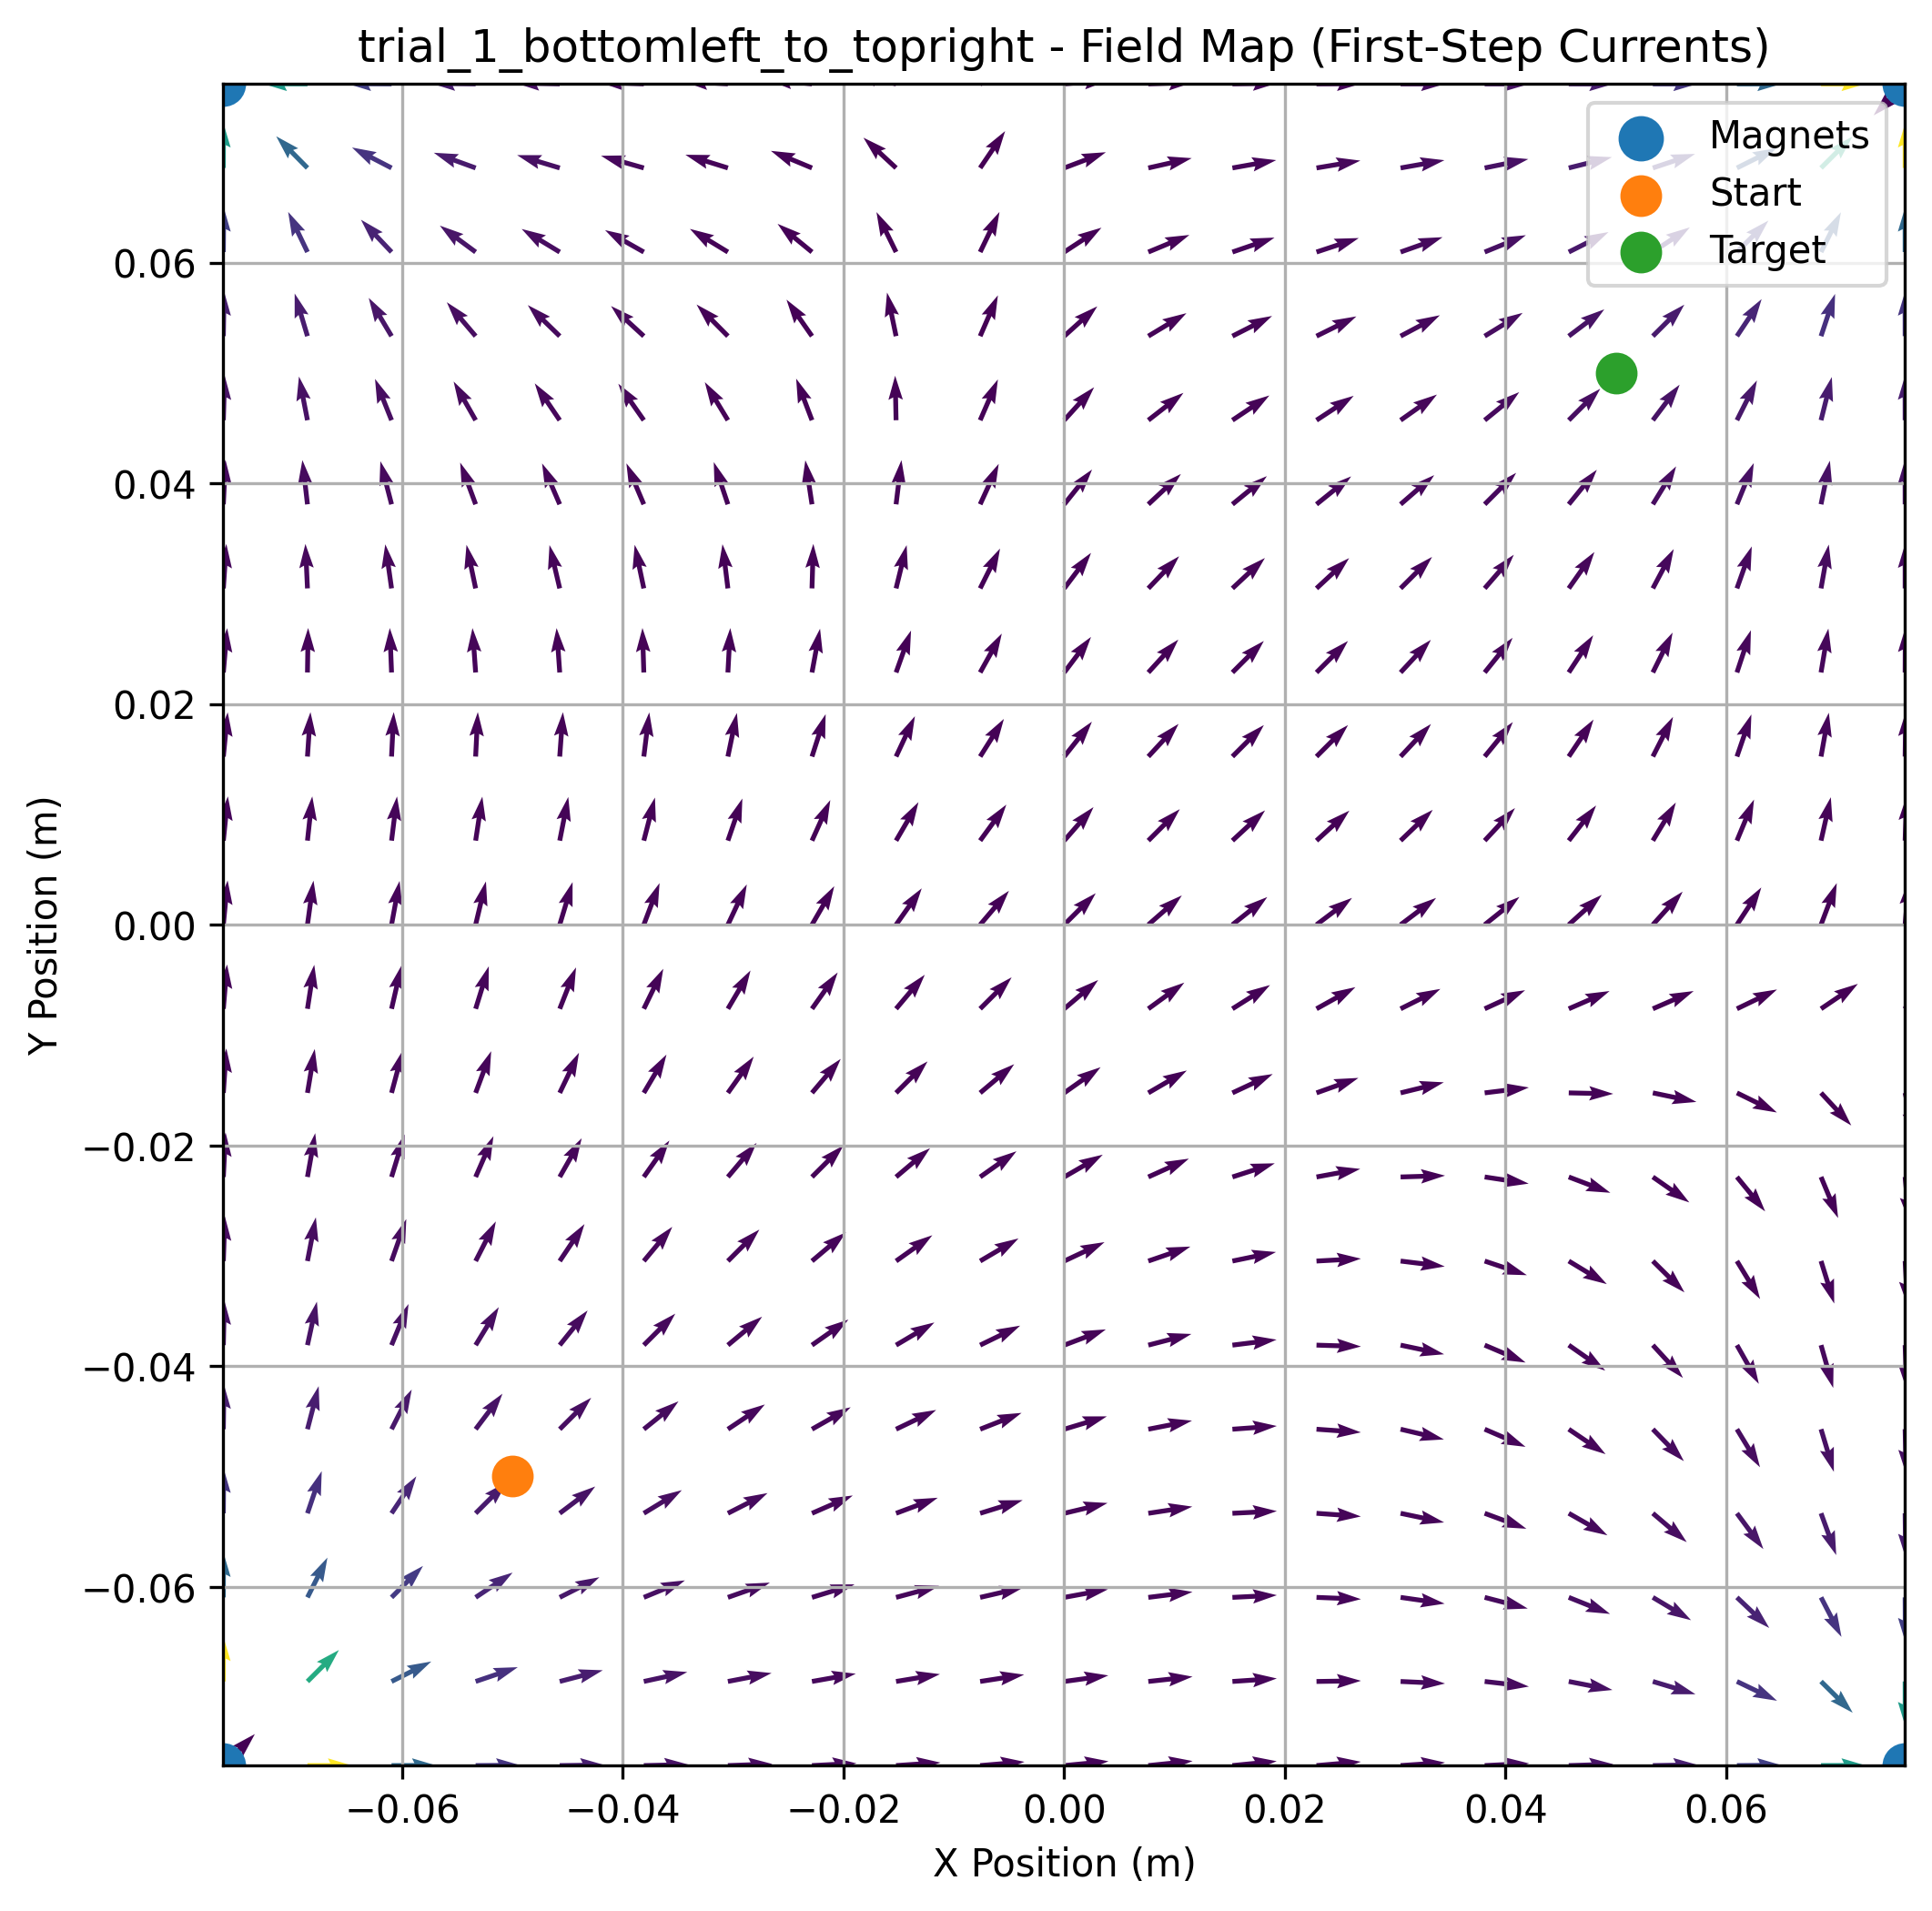 trial_1_bottomleft_to_topright - Field Map (First-Step Currents)
Magnets
Start
Target
0.06
0.04
0.02
0.00
−0.02
−0.04
−0.06
Y Position (m)
−0.06 −0.04 −0.02 0.00 0.02 0.04 0.06
X Position (m)